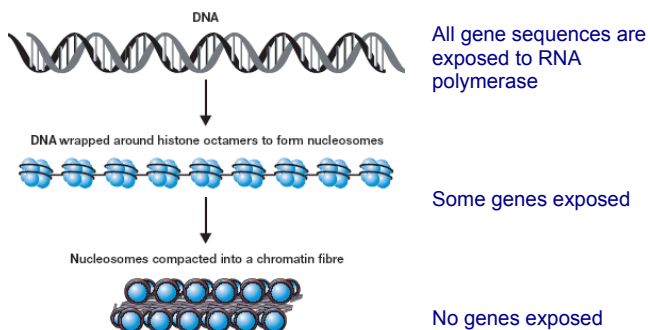 DNA
All gene sequences are
exposed to RNA
polymerase
DNA wrapped around histone octamers to form nucleosomes
Some genes exposed
Nucleosomes compacted into a chromatin fibre
No genes exposed